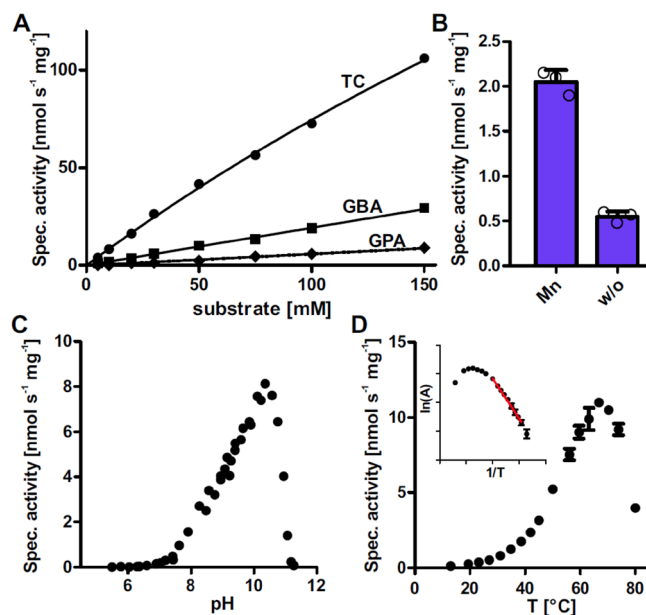 A
Spec. activity [nmol s⁻¹ mg⁻¹]
100
50
0
TC
GBA
GPA
0
50
100
150
substrate [mM]
B
Spec. activity [nmol s⁻¹ mg⁻¹]
2.5
2.0
1.5
1.0
0.5
0.0
Mn
w/o
C
Spec. activity [nmol s⁻¹ mg⁻¹]
10
8
6
4
2
0
6
8
10
12
pH
D
Spec. activity [nmol s⁻¹ mg⁻¹]
15
10
5
0
ln(A)
1/T
0
20
40
60
80
T [°C]